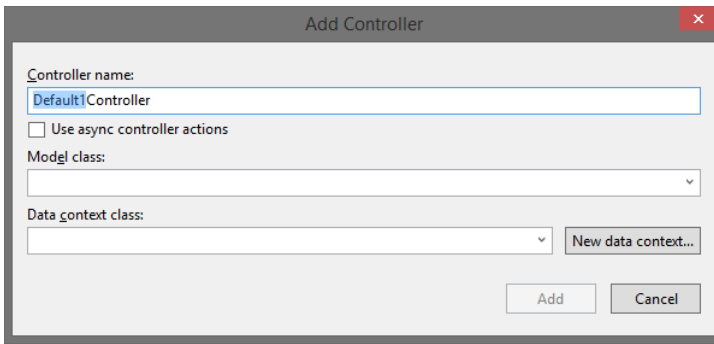 Add Controller
Controller name:
Default1Controller
Use async controller actions
Model class:
Data context class:
New data context...
Add
Cancel